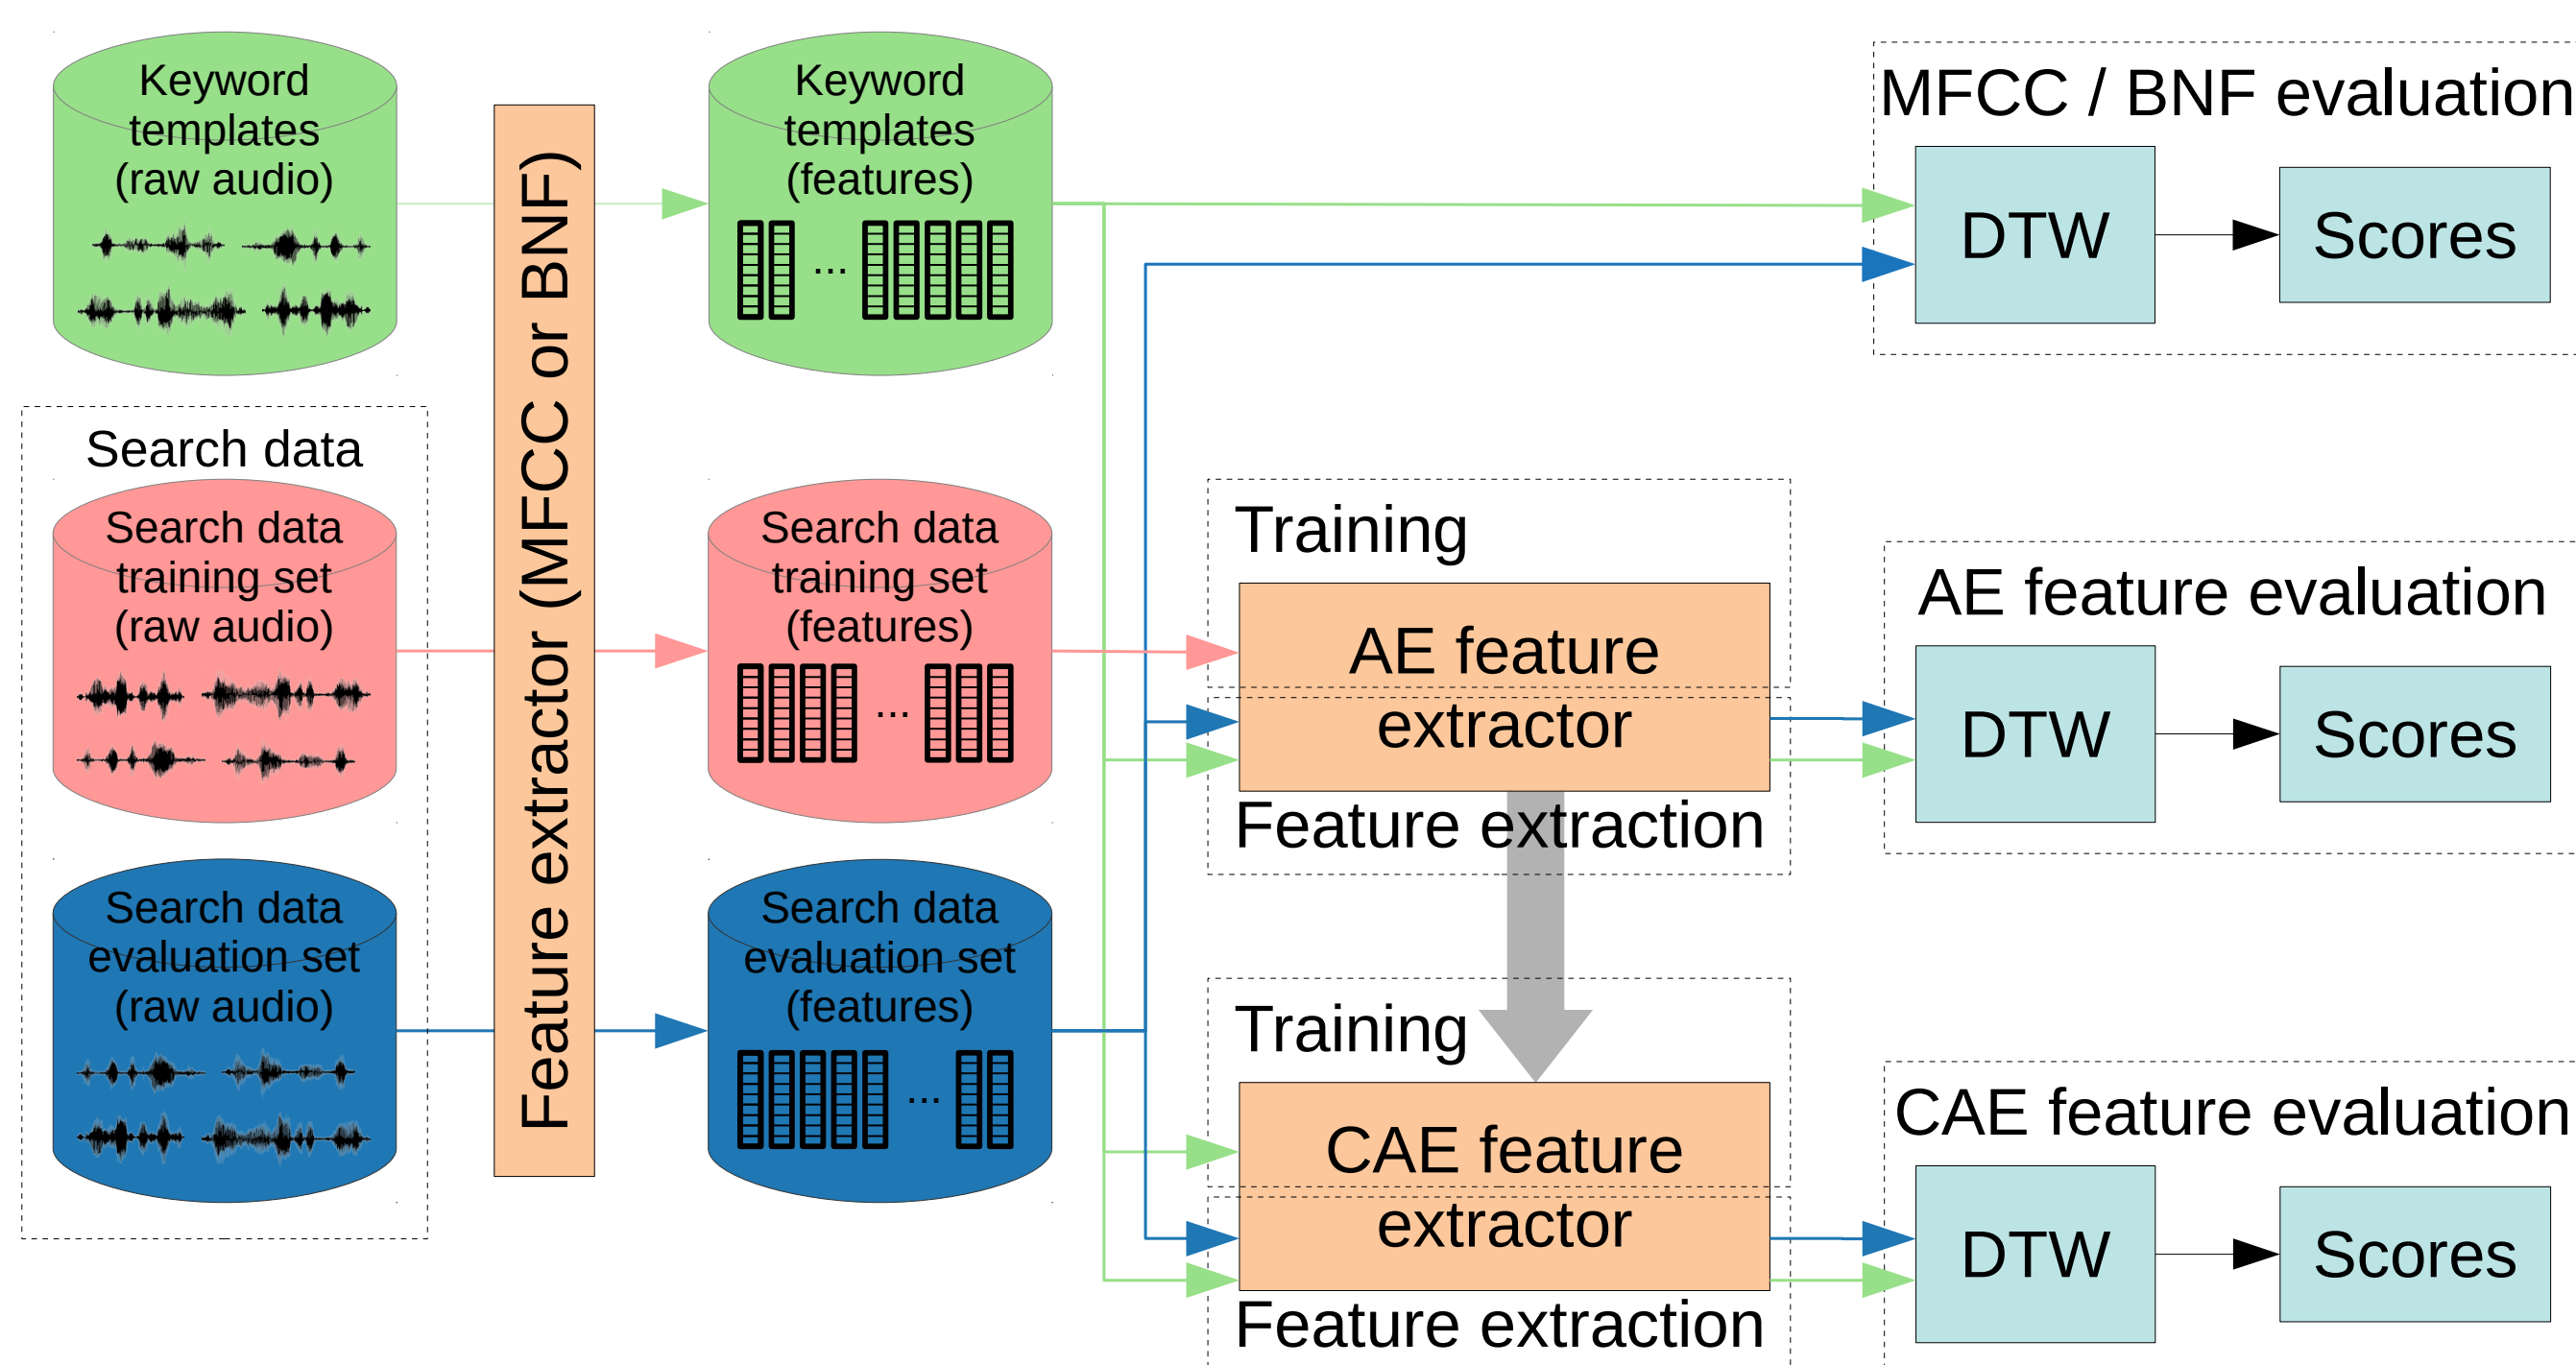 Keyword
templates
(raw audio)
Search data
Search data
training set
(raw audio)
Search data
evaluation set
(raw audio)
Feature extractor (MFCC or BNF)
Keyword
templates
(features)
...
Search data
training set
(features)
...
Search data
evaluation set
(features)
...
MFCC / BNF evaluation
DTW
Scores
Training
AE feature
extractor
Feature extraction
AE feature evaluation
DTW
Scores
Training
CAE feature
extractor
Feature extraction
CAE feature evaluation
DTW
Scores